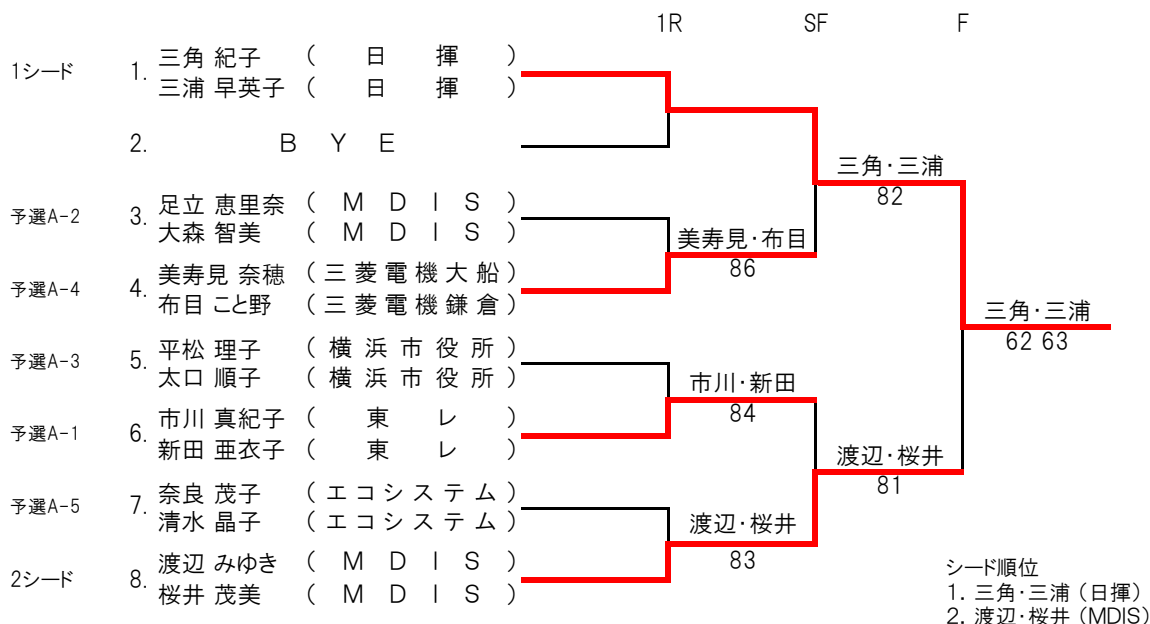 1R SF F
1シード 1. 三角 紀子 ( 日 揮 )
三浦 早英子 ( 日 揮 )
2. B Y E
三角･三浦
82
予選A-2 3. 足立 恵里奈 ( M D I S )
大森 智美 ( M D I S )
美寿見･布目
86
予選A-4 4. 美寿見 奈穂 ( 三 菱 電 機 大 船 )
布目 こと野 ( 三 菱 電 機 鎌 倉 )
三角･三浦
62 63
予選A-3 5. 平松 理子 ( 横 浜 市 役 所 )
太口 順子 ( 横 浜 市 役 所 )
市川･新田
84
予選A-1 6. 市川 真紀子 ( 東 レ )
新田 亜衣子 ( 東 レ )
渡辺･桜井
81
予選A-5 7. 奈良 茂子 ( エ コ シ ス テ ム )
清水 晶子 ( エ コ シ ス テ ム )
渡辺･桜井
83
2シード 8. 渡辺 みゆき ( M D I S )
桜井 茂美 ( M D I S )
シード順位
1. 三角･三浦 (日揮)
2. 渡辺･桜井 (MDIS)